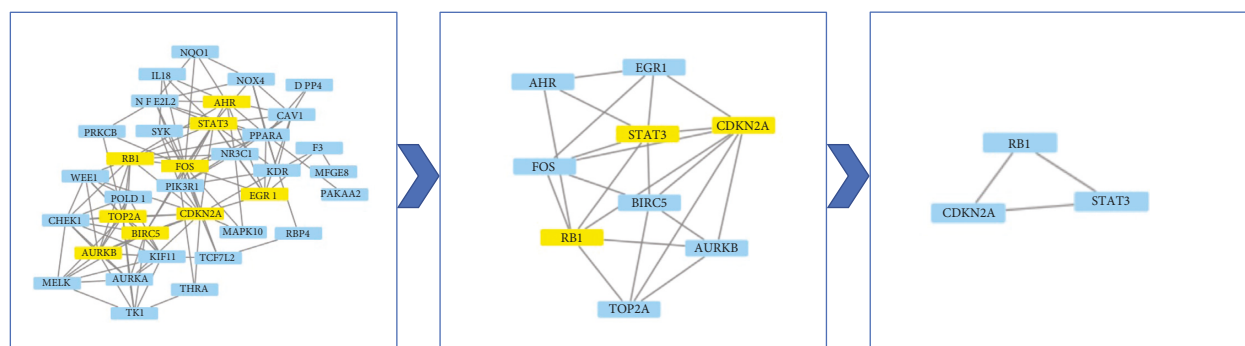 NQO1
IL18
NOX4
D PP4
N F E2L2
AHR
CAV1
STAT3
PRKCB
SYK
PPARA
F3
RB1
NR3C1
FOS
KDR
MFGE8
WEE1
PIK3R1
PAKAA2
POLD 1
EGR 1
TOP2A
CDKN2A
CHEK1
BIRC5
MAPK10
RBP4
AURKB
KIF11
TCF7L2
MELK
AURKA
THRA
TK1
EGR1
AHR
CDKN2A
STAT3
FOS
BIRC5
RB1
AURKB
TOP2A
RB1
STAT3
CDKN2A